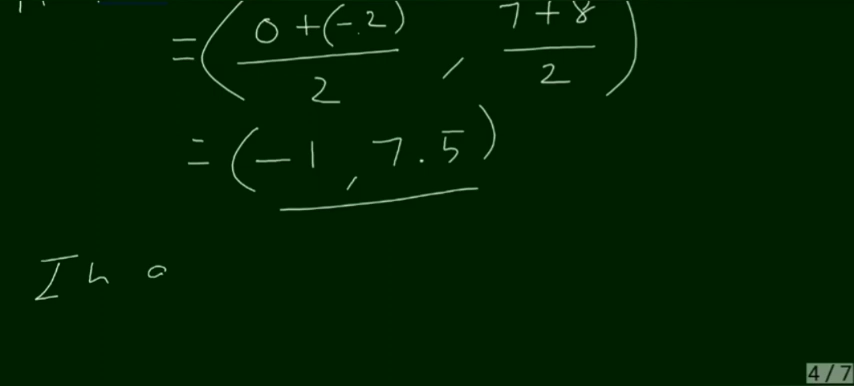 = ( 0 + (-2) / 2 , 7 + 8 / 2 )
= (-1, 7.5)
In a
4/7